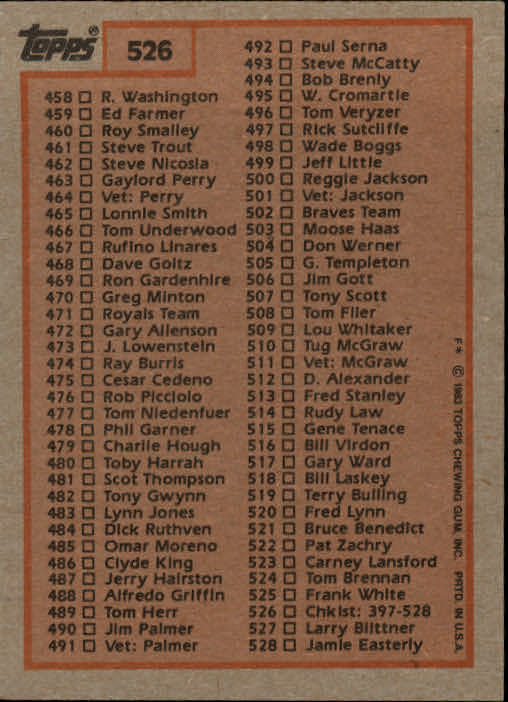 Topps®
526
458 □ R. Washington
459 □ Ed Farmer
460 □ Roy Smalley
461 □ Steve Trout
462 □ Steve Nicosia
463 □ Gaylord Perry
464 □ Vet: Perry
465 □ Lonnie Smith
466 □ Tom Underwood
467 □ Rufino Linares
468 □ Dave Goltz
469 □ Ron Gardenhire
470 □ Greg Minton
471 □ Royals Team
472 □ Gary Allenson
473 □ J. Lowenstein
474 □ Ray Burris
475 □ Cesar Cedeno
476 □ Rob Picciolo
477 □ Tom Niedenfuer
478 □ Phil Garner
479 □ Charlie Hough
480 □ Toby Harrah
481 □ Scot Thompson
482 □ Tony Gwynn
483 □ Lynn Jones
484 □ Dick Ruthven
485 □ Omar Moreno
486 □ Clyde King
487 □ Jerry Hairston
488 □ Alfredo Griffin
489 □ Tom Herr
490 □ Jim Palmer
491 □ Vet: Palmer
492 □ Paul Serna
493 □ Steve McCatty
494 □ Bob Brenly
495 □ W. Cromartie
496 □ Tom Veryzer
497 □ Rick Sutcliffe
498 □ Wade Boggs
499 □ Jeff Little
500 □ Reggie Jackson
501 □ Vet: Jackson
502 □ Braves Team
503 □ Moose Haas
504 □ Don Werner
505 □ G. Templeton
506 □ Jim Gott
507 □ Tony Scott
508 □ Tom Filer
509 □ Lou Whitaker
510 □ Tug McGraw
511 □ Vet: McGraw
512 □ D. Alexander
513 □ Fred Stanley
514 □ Rudy Law
515 □ Gene Tenace
516 □ Bill Virdon
517 □ Gary Ward
518 □ Bill Laskey
519 □ Terry Bulling
520 □ Fred Lynn
521 □ Bruce Benedict
522 □ Pat Zachry
523 □ Carney Lansford
524 □ Tom Brennan
525 □ Frank White
526 □ Chklst: 397-528
527 □ Larry Biittner
528 □ Jamie Easterly
F* © 1983 TOPPS CHEWING GUM, INC. PRTD. IN U.S.A.